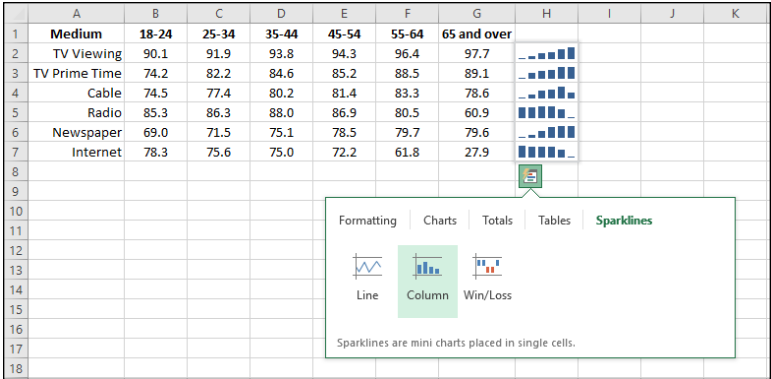 A B C D E F G H I J K
1 Medium 18-24 25-34 35-44 45-54 55-64 65 and over
2 TV Viewing 90.1 91.9 93.8 94.3 96.4 97.7
3 TV Prime Time 74.2 82.2 84.6 85.2 88.5 89.1
4 Cable 74.5 77.4 80.2 81.4 83.3 78.6
5 Radio 85.3 86.3 88.0 86.9 80.5 60.9
6 Newspaper 69.0 71.5 75.1 78.5 79.7 79.6
7 Internet 78.3 75.6 75.0 72.2 61.8 27.9
8
9
10
11
12
13
14
15
16
17
18
Formatting Charts Totals Tables Sparklines
Line Column Win/Loss
Sparklines are mini charts placed in single cells.